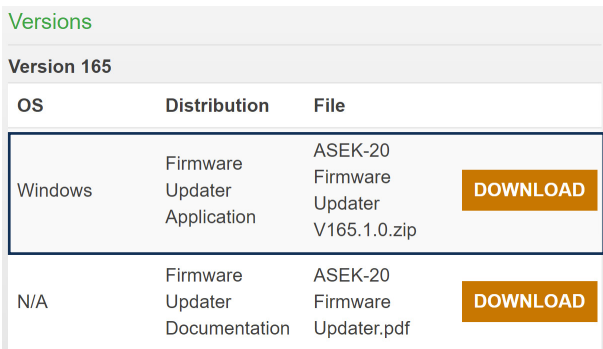 Versions
Version 165
OS Distribution File
Windows
Firmware
Updater
Application
ASEK-20
Firmware
Updater
V165.1.0.zip
DOWNLOAD
N/A
Firmware
Updater
Documentation
ASEK-20
Firmware
Updater.pdf
DOWNLOAD